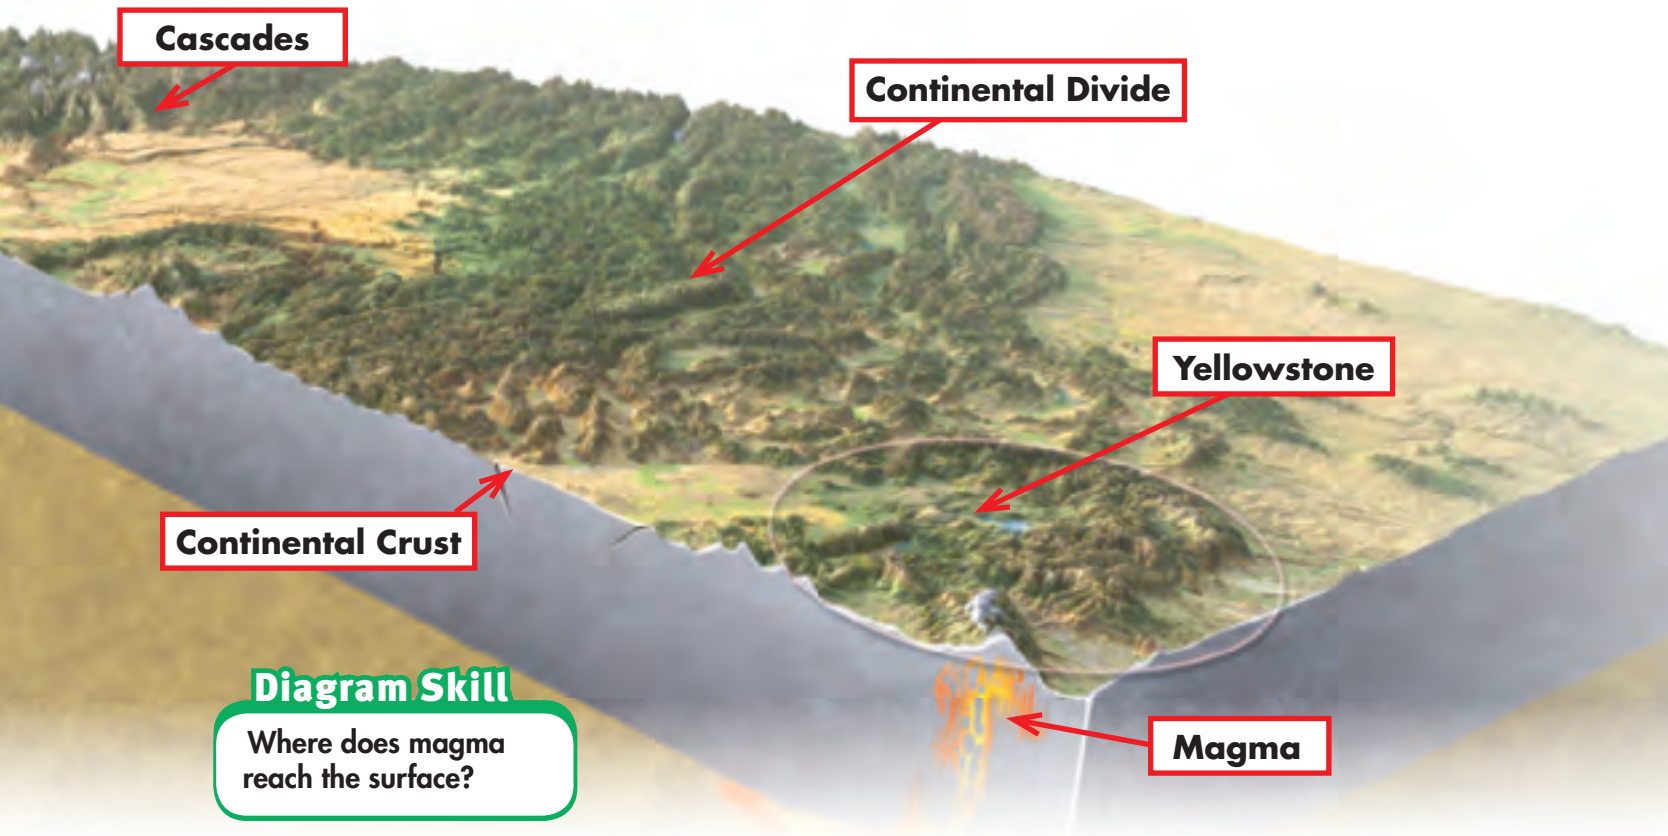 Cascades
Continental Divide
Yellowstone
Continental Crust
Diagram Skill
Where does magma
reach the surface?
Magma